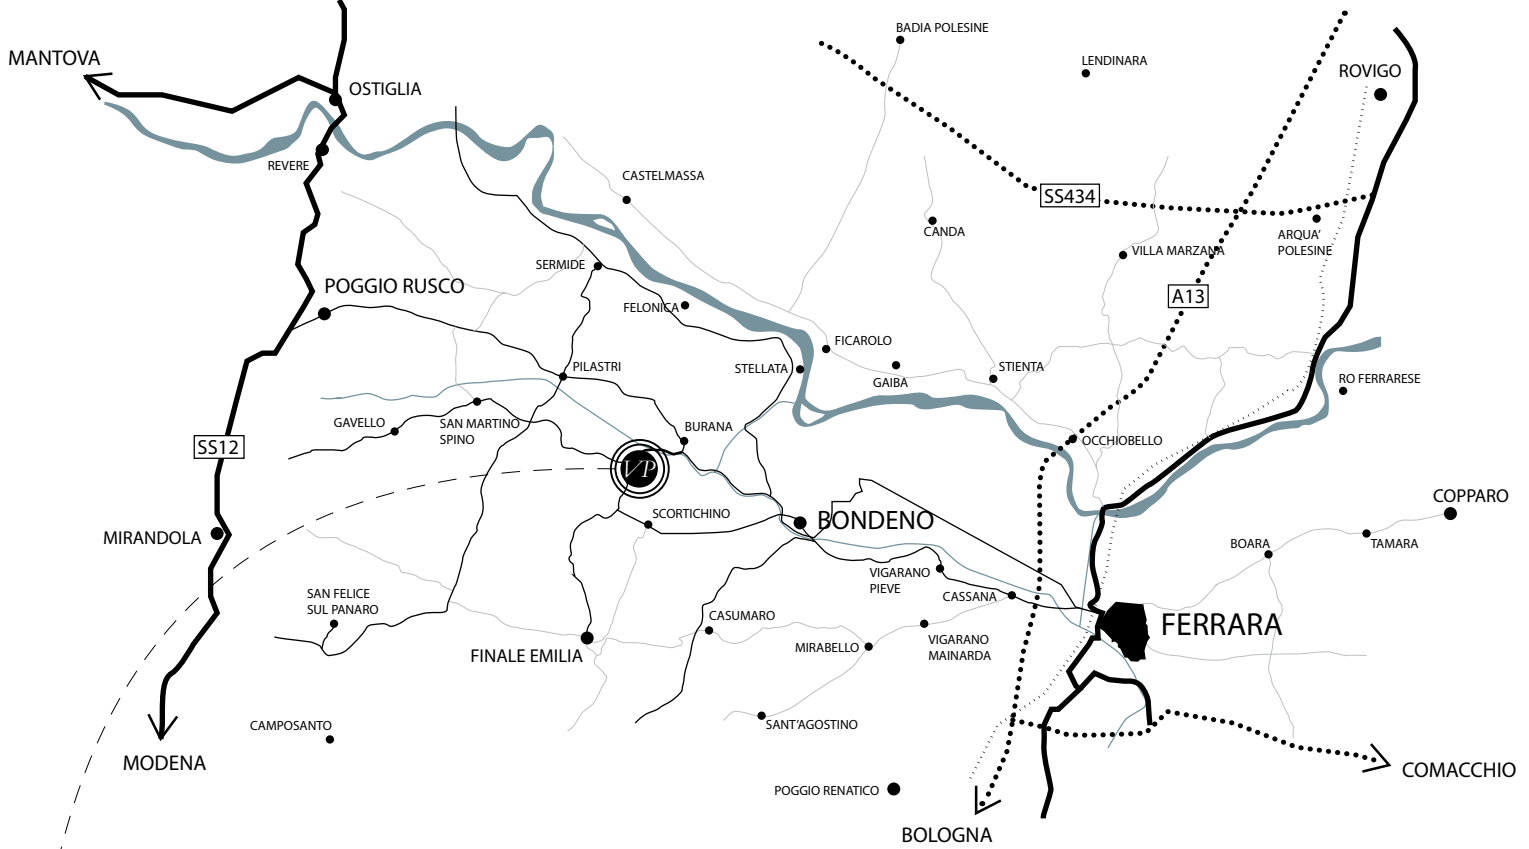 BADIA POLESINE
MANTOVA
LENDINARA
ROVIGO
OSTIGLIA
REVERE
CASTELMASSA
SS434
CANDA
ARQUA'
POLESINE
VILLA MARZANA
SERMIDE
POGGIO RUSCO
A13
FELONICA
FICAROLO
STELLATA
PILASTRI
STIENTA
GAIBA
RO FERRARESE
GAVELLO
SAN MARTINO
SPINO
BURANA
OCCHIOBELLO
SS12
VP
COPPARO
SCORTICHINO
BONDENO
MIRANDOLA
BOARA
TAMARA
VIGARANO
PIEVE
CASSANA
SAN FELICE
SUL PANARO
CASUMARO
FERRARA
VIGARANO
MAINARDA
MIRABELLO
FINALE EMILIA
CAMPOSANTO
SANT'AGOSTINO
MODENA
COMACCHIO
POGGIO RENATICO
BOLOGNA